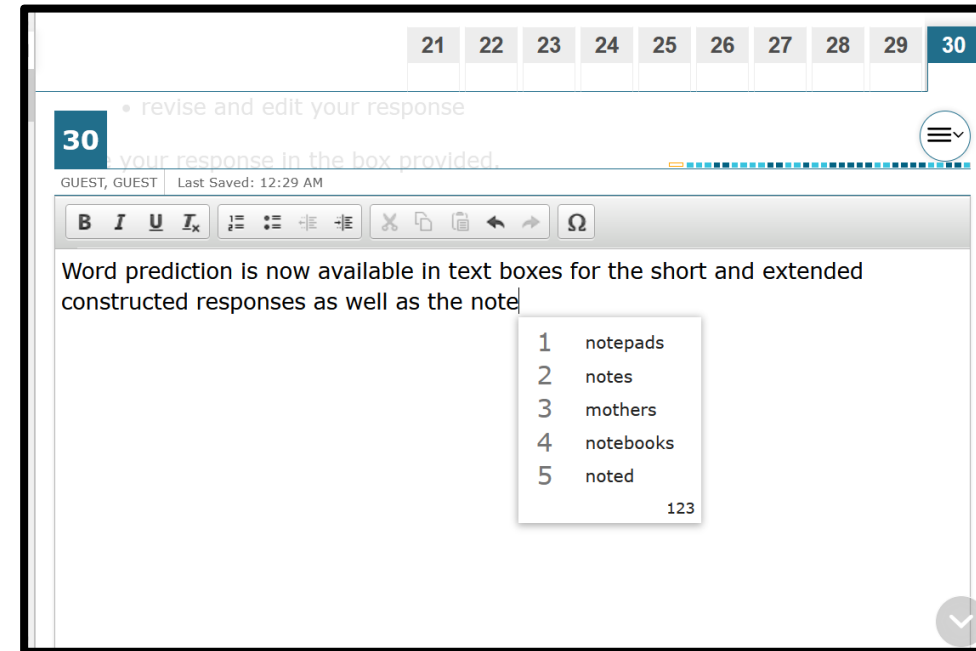 21 22 23 24 25 26 27 28 29 30
• revise and edit your response
30
your response in the box provided.
GUEST, GUEST Last Saved: 12:29 AM
B I U Tx Ω
Word prediction is now available in text boxes for the short and extended
constructed responses as well as the note
1 notepads
2 notes
3 mothers
4 notebooks
5 noted
123